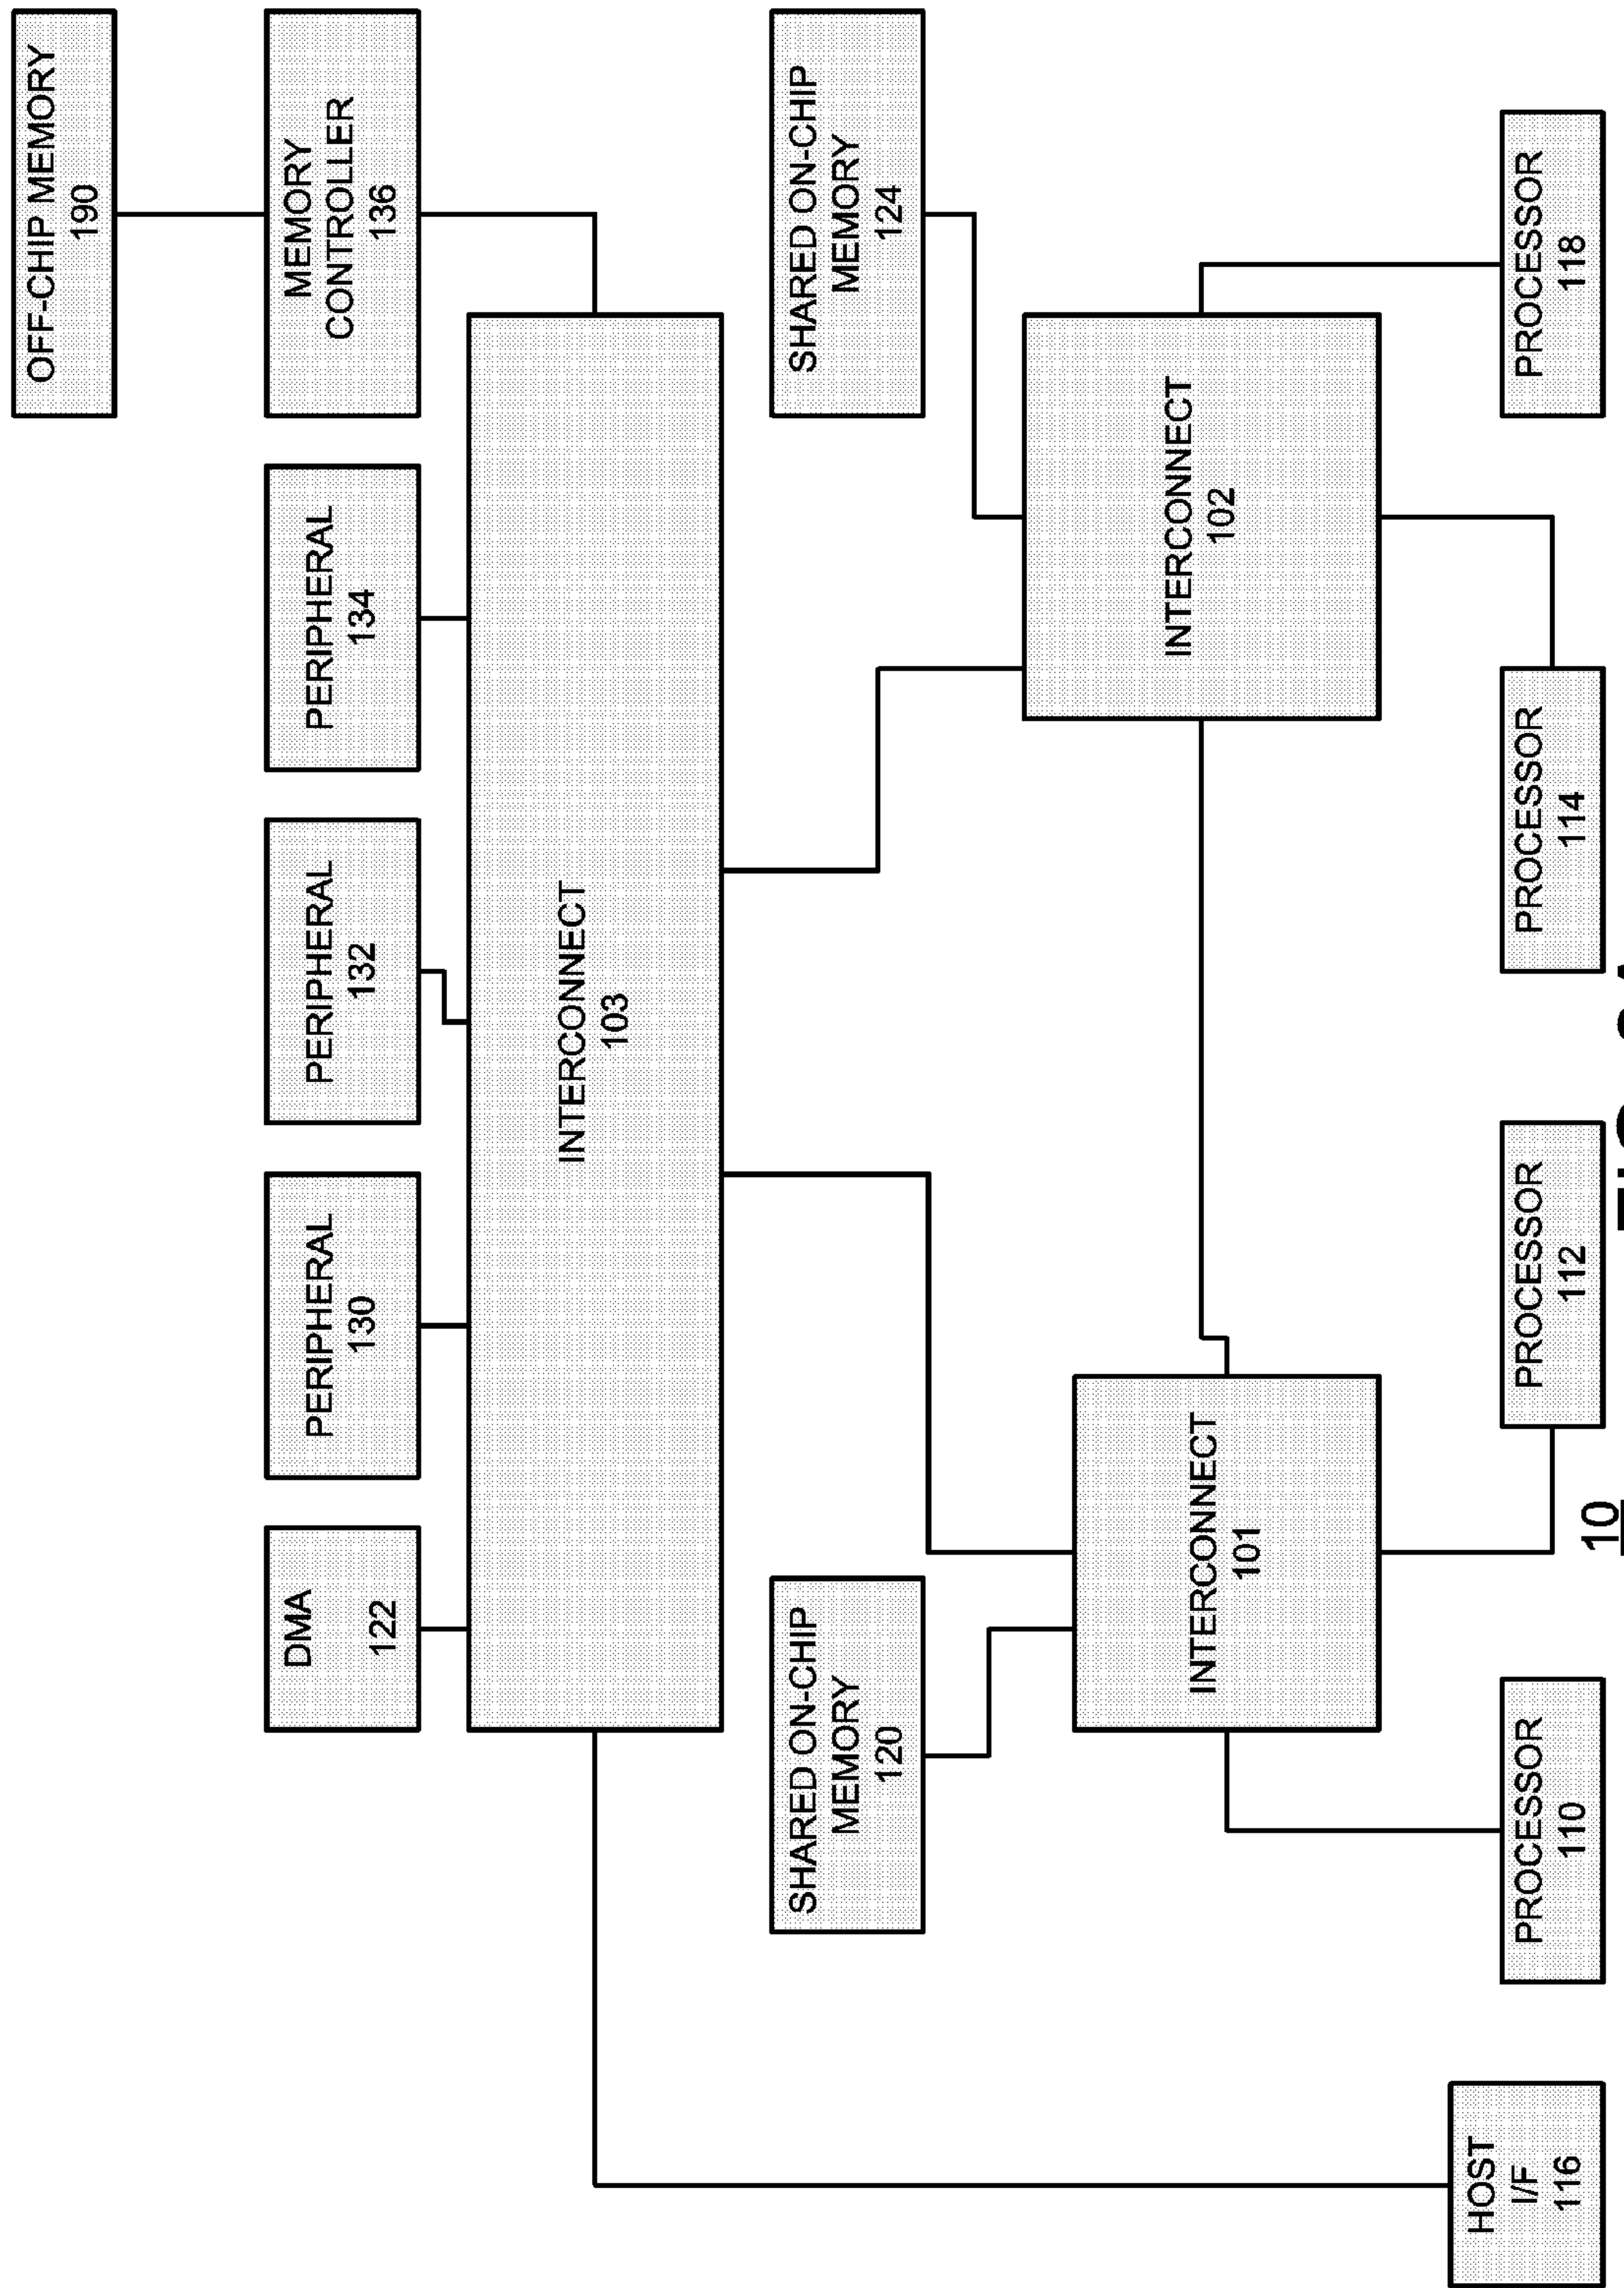 OFF-CHIP MEMORY
190
DMA
122
PERIPHERAL
130
PERIPHERAL
132
PERIPHERAL
134
MEMORY
CONTROLLER
136
INTERCONNECT
103
SHARED ON-CHIP
MEMORY
120
SHARED ON-CHIP
MEMORY
124
INTERCONNECT
101
INTERCONNECT
102
HOST
I/F
116
PROCESSOR
110
PROCESSOR
112
PROCESSOR
114
PROCESSOR
118
10